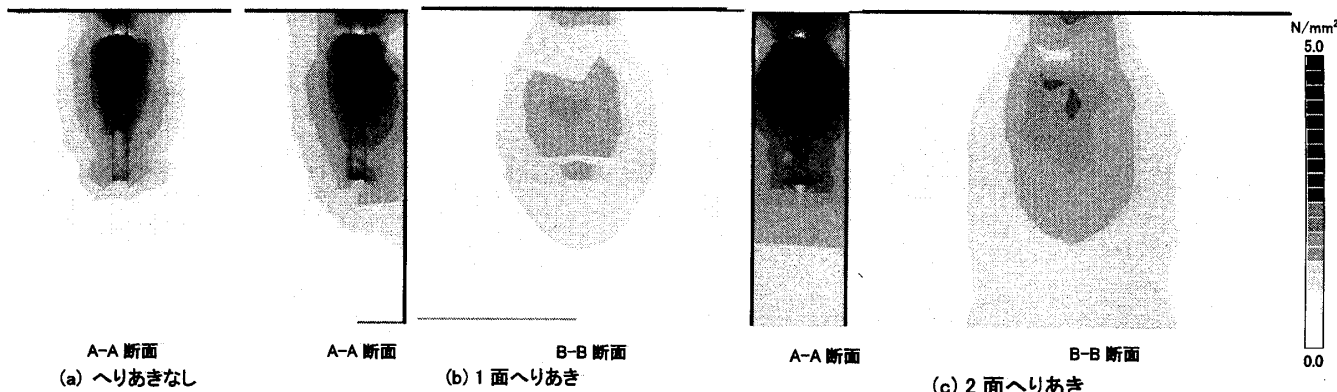 N/mm²
5.0
0.0
A-A 断面
A-A 断面
B-B 断面
A-A 断面
B-B 断面
(a) へりあきなし
(b) 1 面へりあき
(c) 2 面へりあき